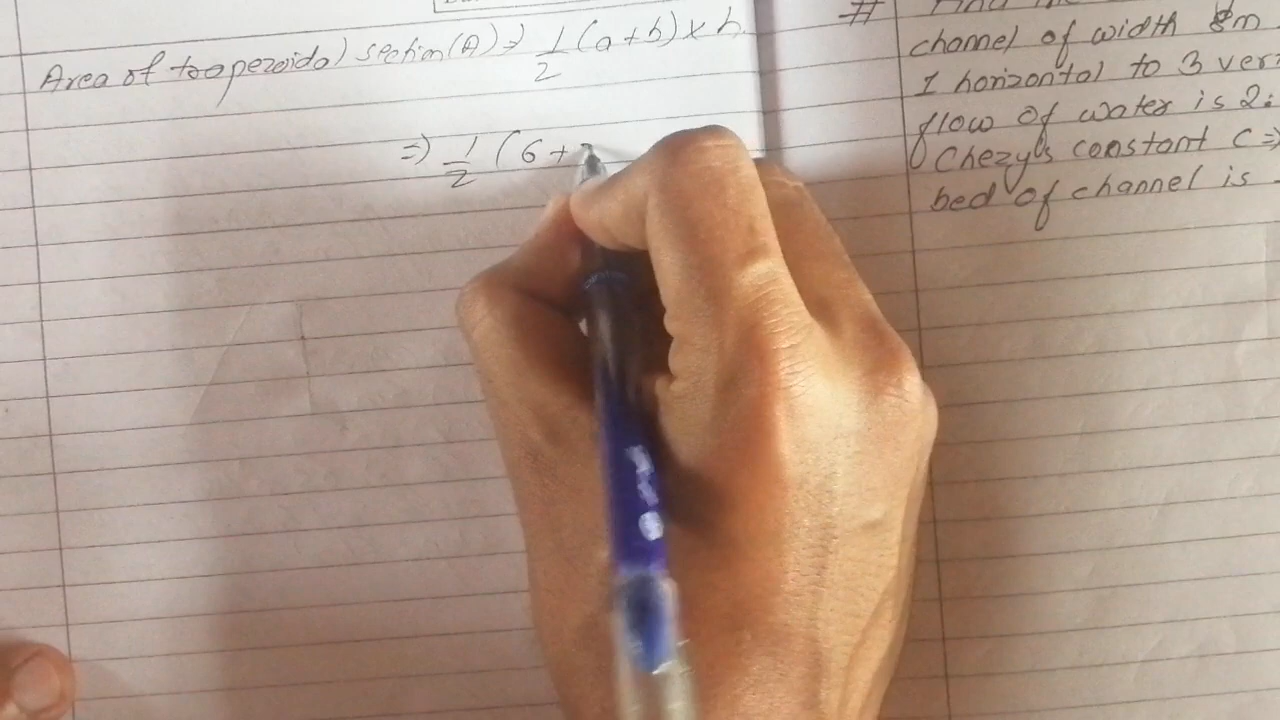 Area of trapezoidal section (A) ⇒ 1/2 (a+b) × h
⇒ 1/2 (6 +
#
channel of width 8m
1 horizontal to 3 ver
flow of water is 2.
Chezy's constant C ⇒
bed of channel is